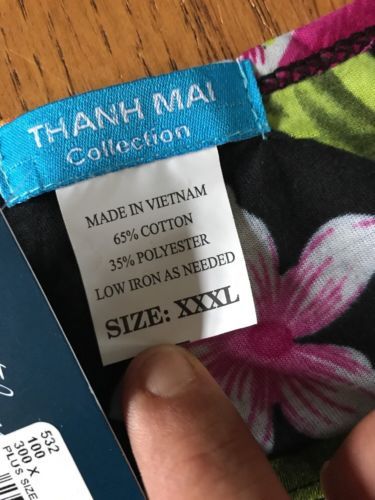 THANH MAI
Collection
MADE IN VIETNAM
65% COTTON
35% POLYESTER
LOW IRON AS NEEDED
SIZE: XXXL
532
100
300 X
PLUS SIZE